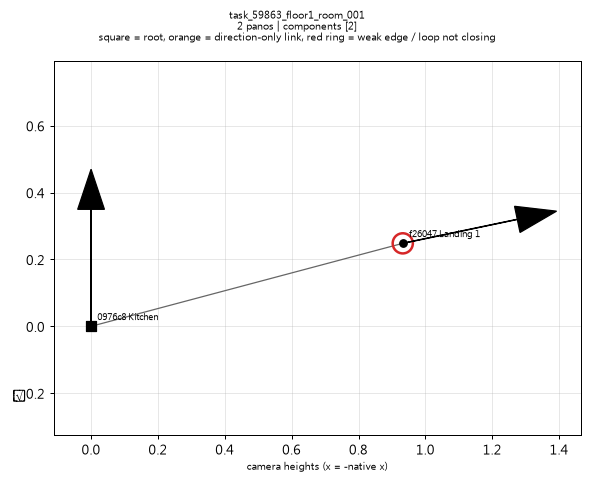 task_59863_floor1_room_001
2 panos | components [2]
square = root, orange = direction-only link, red ring = weak edge / loop not closing
0.6
0.4
0.2
0.0
0.2
f26047 Landing 1
0976c8 Kitchen
0.0 0.2 0.4 0.6 0.8 1.0 1.2 1.4
camera heights (x = -native x)